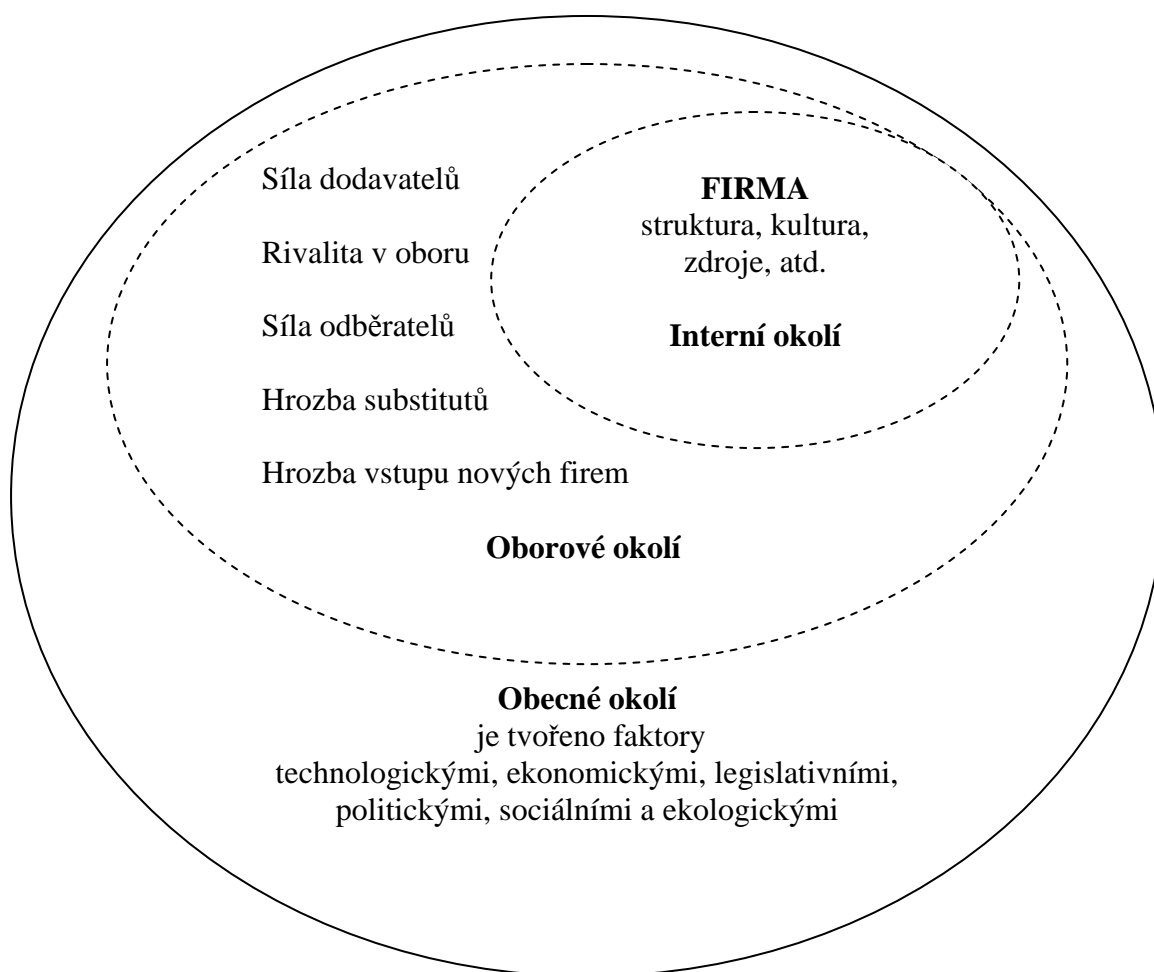 Síla dodavatelů
Rivalita v oboru
Síla odběratelů
Hrozba substitutů
Hrozba vstupu nových firem
Oborové okolí
FIRMA
struktura, kultura,
zdroje, atd.
Interní okolí
Obecné okolí
je tvořeno faktory
technologickými, ekonomickými, legislativními,
politickými, sociálními a ekologickými